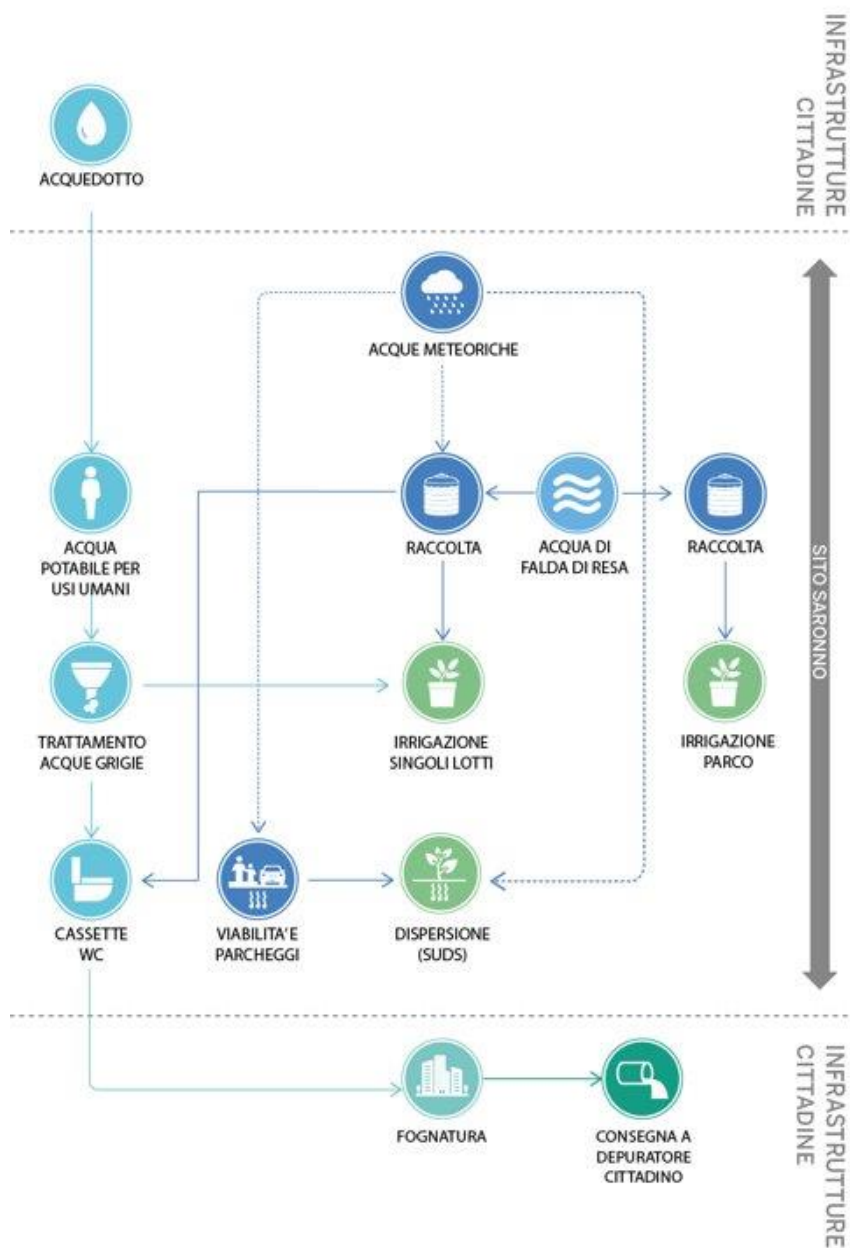 INFRASTRUTTURE
CITTADINE
ACQUEDOTTO
ACQUE METEORICHE
ACQUA
POTABILE PER
USI UMANI
RACCOLTA
ACQUA DI
FALDA DI RESA
RACCOLTA
SITO SARONNO
TRATTAMENTO
ACQUE GRIGIE
IRRIGAZIONE
SINGOLI LOTTI
IRRIGAZIONE
PARCO
CASSETTE
WC
VIABILITA' E
PARCHEGGI
DISPERSIONE
(SUDS)
INFRASTRUTTURE
CITTADINE
FOGNATURA
CONSEGNA A
DEPURATORE
CITTADINO